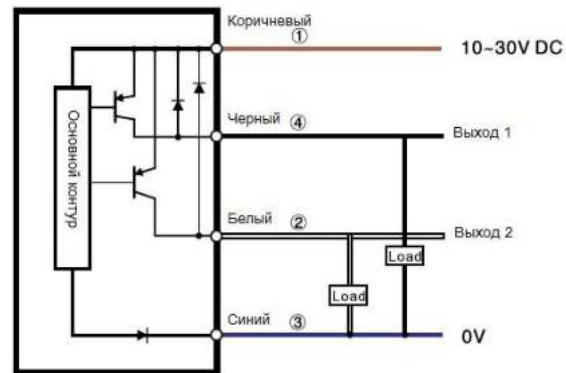 Коричневый
①
10~30V DC
Основной контур
Черный ④
Выход 1
Белый ②
Выход 2
Load
Load
Синий ③
0V